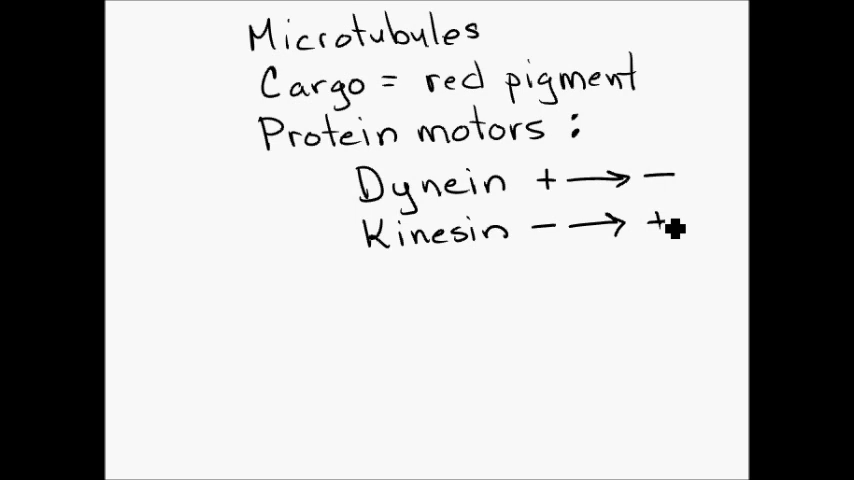 Microtubules
Cargo = red pigment
Protein motors :
Dynein + → −
Kinesin − → +